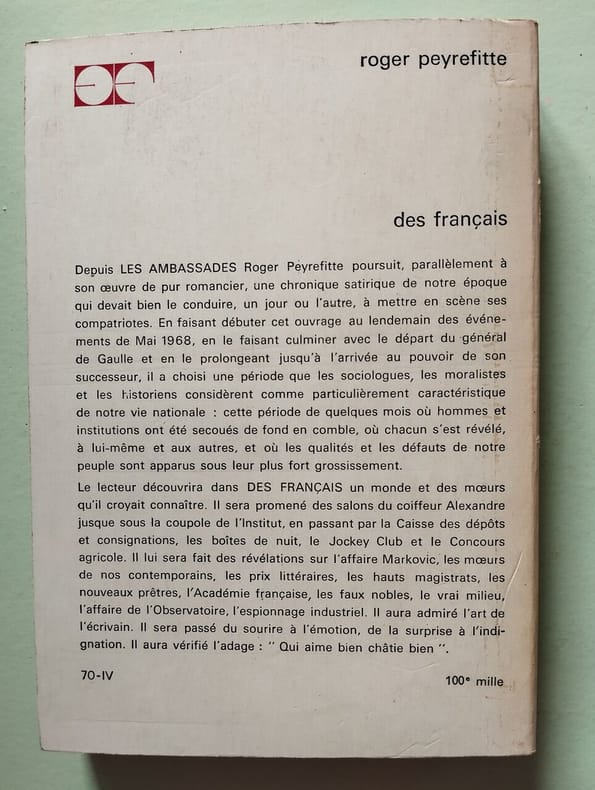 roger peyrefitte
des français
Depuis LES AMBASSADES Roger Peyrefitte poursuit, parallèlement à
son œuvre de pur romancier, une chronique satirique de notre époque
qui devait bien le conduire, un jour ou l'autre, à mettre en scène ses
compatriotes. En faisant débuter cet ouvrage au lendemain des événe-
ments de Mai 1968, en le faisant culminer avec le départ du général
de Gaulle et en le prolongeant jusqu'à l'arrivée au pouvoir de son
successeur, il a choisi une période que les sociologues, les moralistes
et les historiens considèrent comme particulièrement caractéristique
de notre vie nationale : cette période de quelques mois où hommes et
institutions ont été secoués de fond en comble, où chacun s'est révélé,
à lui-même et aux autres, et où les qualités et les défauts de notre
peuple sont apparus sous leur plus fort grossissement.
Le lecteur découvrira dans DES FRANÇAIS un monde et des mœurs
qu'il croyait connaître. Il sera promené des salons du coiffeur Alexandre
jusque sous la coupole de l'Institut, en passant par la Caisse des dépôts
et consignations, les boîtes de nuit, le Jockey Club et le Concours
agricole. Il lui sera fait des révélations sur l'affaire Markovic, les mœurs
de nos contemporains, les prix littéraires, les hauts magistrats, les
nouveaux prêtres, l'Académie française, les faux nobles, le vrai milieu,
l'affaire de l'Observatoire, l'espionnage industriel. Il aura admiré l'art de
l'écrivain. Il sera passé du sourire à l'émotion, de la surprise à l'indi-
gnation. Il aura vérifié l'adage : " Qui aime bien châtie bien ".
70-IV
100e mille